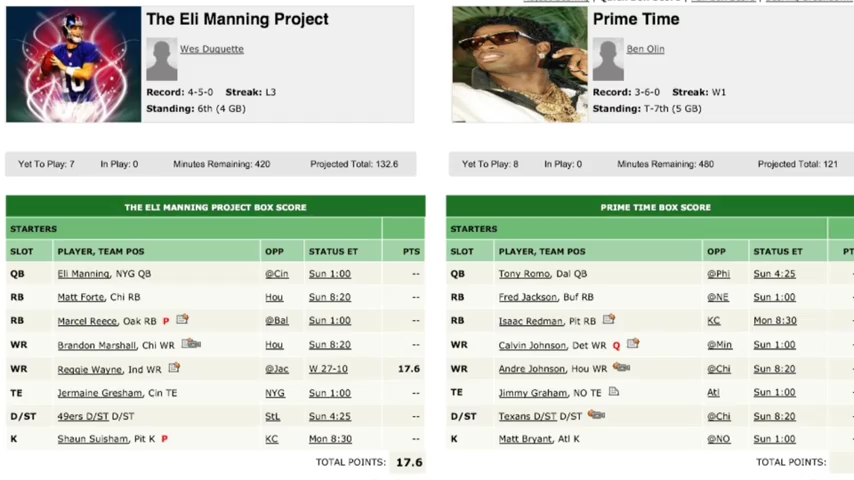 The Eli Manning Project
Wes Duquette
Record: 4-5-0 Streak: L3
Standing: 6th (4 GB)
Prime Time
Ben Olin
Record: 3-6-0 Streak: W1
Standing: T-7th (5 GB)
Yet To Play: 7 In Play: 0 Minutes Remaining: 420 Projected Total: 132.6
Yet To Play: 8 In Play: 0 Minutes Remaining: 480 Projected Total: 121
THE ELI MANNING PROJECT BOX SCORE
STARTERS
SLOT PLAYER, TEAM POS OPP STATUS ET PTS
QB Eli Manning, NYG QB @Cin Sun 1:00 --
RB Matt Forte, Chi RB Hou Sun 8:20 --
RB Marcel Reece, Oak RB P @Bal Sun 1:00 --
WR Brandon Marshall, Chi WR Hou Sun 8:20 --
WR Reggie Wayne, Ind WR @Jac W 27-10 17.6
TE Jermaine Gresham, Cin TE NYG Sun 1:00 --
D/ST 49ers D/ST D/ST StL Sun 4:25 --
K Shaun Suisham, Pit K P KC Mon 8:30 --
TOTAL POINTS: 17.6
PRIME TIME BOX SCORE
STARTERS
SLOT PLAYER, TEAM POS OPP STATUS ET PT
QB Tony Romo, Dal QB @Phi Sun 4:25
RB Fred Jackson, Buf RB @NE Sun 1:00
RB Isaac Redman, Pit RB KC Mon 8:30
WR Calvin Johnson, Det WR Q @Min Sun 1:00
WR Andre Johnson, Hou WR @Chi Sun 8:20
TE Jimmy Graham, NO TE Atl Sun 1:00
D/ST Texans D/ST D/ST @Chi Sun 8:20
K Matt Bryant, Atl K @NO Sun 1:00
TOTAL POINTS: